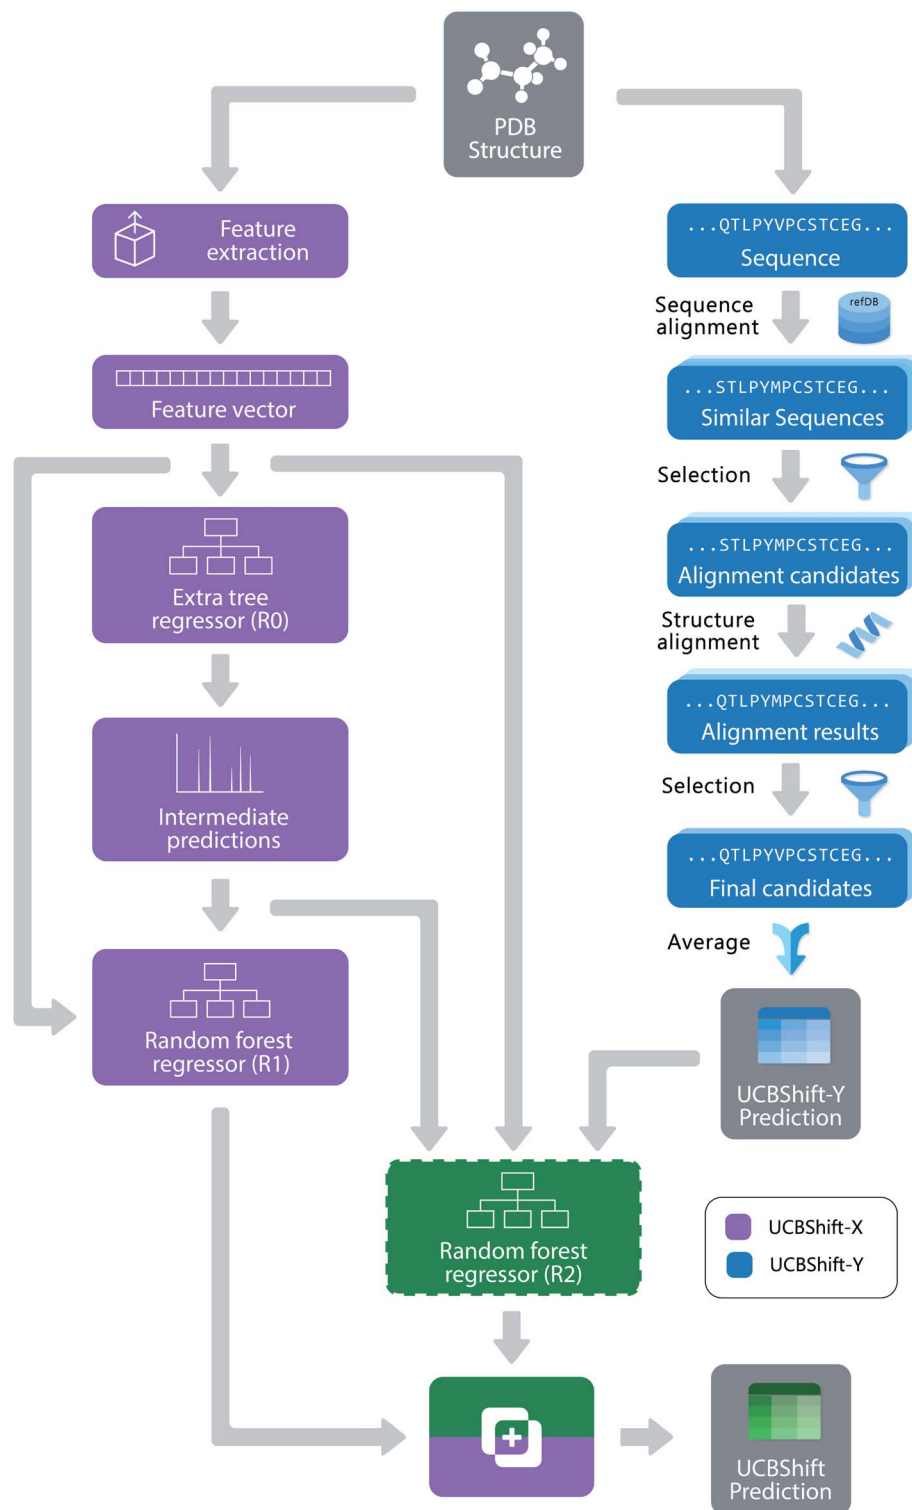 PDB
Structure
Feature
extraction
Feature vector
Extra tree
regressor (R0)
Intermediate
predictions
Random forest
regressor (R1)
...QTLPYVPCSTCEG...
Sequence
Sequence
alignment
refDB
...STLPYMPCSTCEG...
Similar Sequences
Selection
...STLPYMPCSTCEG...
Alignment candidates
Structure
alignment
...QTLPYMPCSTCEG...
Alignment results
Selection
...QTLPYVPCSTCEG...
Final candidates
Average
UCBShift-Y
Prediction
Random forest
regressor (R2)
UCBShift-X
UCBShift-Y
UCBShift
Prediction